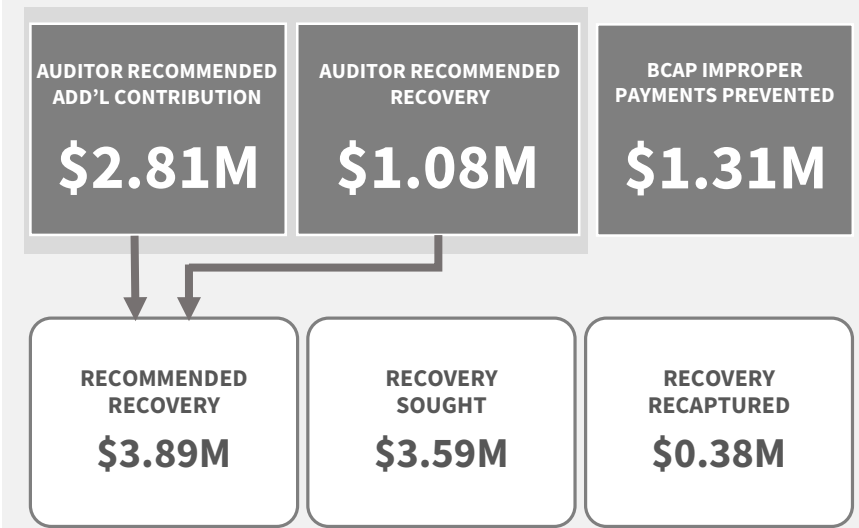 AUDITOR RECOMMENDED
ADD'L CONTRIBUTION
$2.81M
AUDITOR RECOMMENDED
RECOVERY
$1.08M
BCAP IMPROPER
PAYMENTS PREVENTED
$1.31M
RECOMMENDED
RECOVERY
$3.89M
RECOVERY
SOUGHT
$3.59M
RECOVERY
RECAPTURED
$0.38M